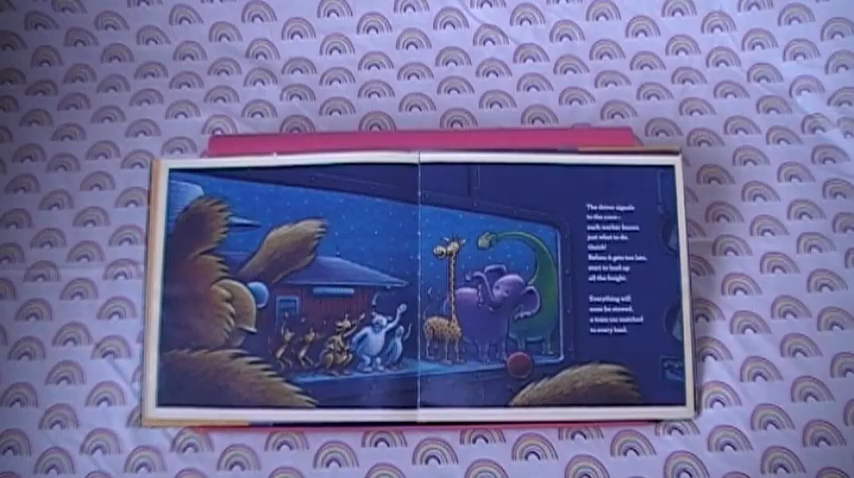 The driver signals
to the crew—
each worker knows
just what to do.
Quick!
Before it gets too late,
start to load up
all the freight.
Everything will
soon be stowed,
a train car matched
to every load.